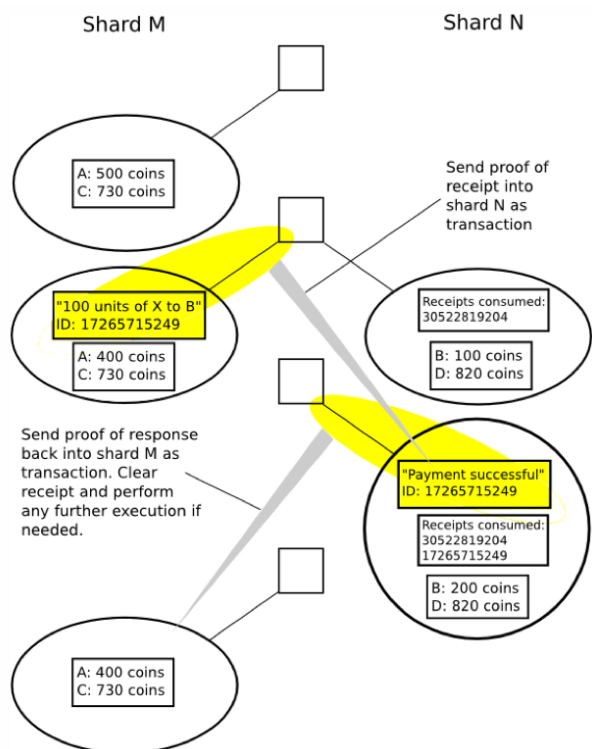 Shard M
Shard N
A: 500 coins
C: 730 coins
Send proof of
receipt into
shard N as
transaction
"100 units of X to B"
ID: 17265715249
A: 400 coins
C: 730 coins
Receipts consumed:
30522819204
B: 100 coins
D: 820 coins
Send proof of response
back into shard M as
transaction. Clear
receipt and perform
any further execution if
needed.
"Payment successful"
ID: 17265715249
Receipts consumed:
30522819204
17265715249
B: 200 coins
D: 820 coins
A: 400 coins
C: 730 coins